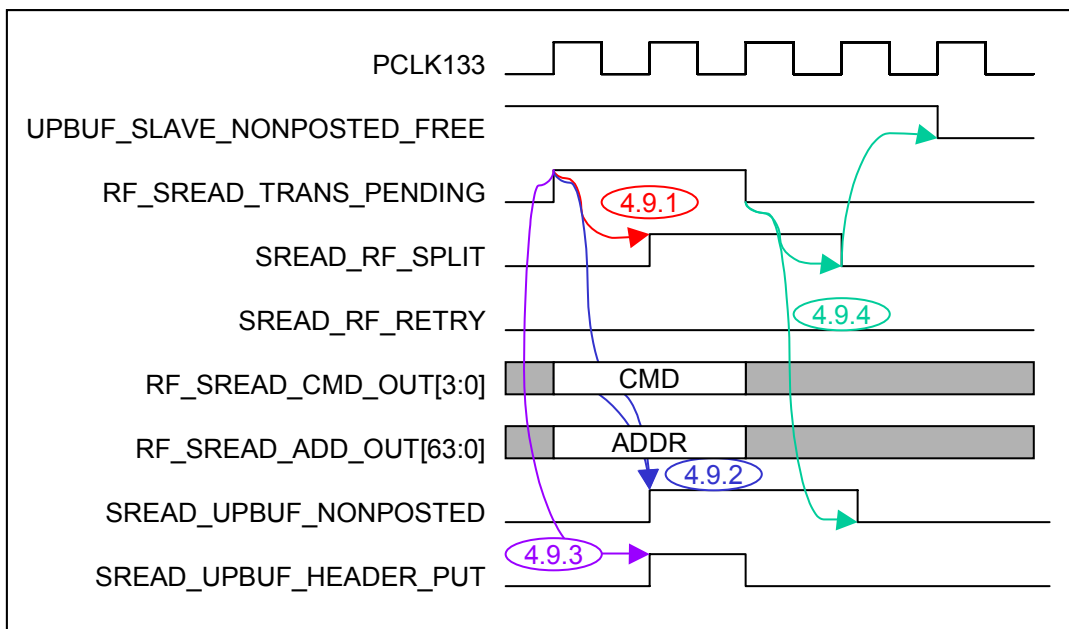 PCLK133
UPBUF_SLAVE_NONPOSTED_FREE
RF_SREAD_TRANS_PENDING
4.9.1
SREAD_RF_SPLIT
SREAD_RF_RETRY
4.9.4
RF_SREAD_CMD_OUT[3:0]
CMD
RF_SREAD_ADD_OUT[63:0]
ADDR
4.9.2
SREAD_UPBUF_NONPOSTED
4.9.3
SREAD_UPBUF_HEADER_PUT